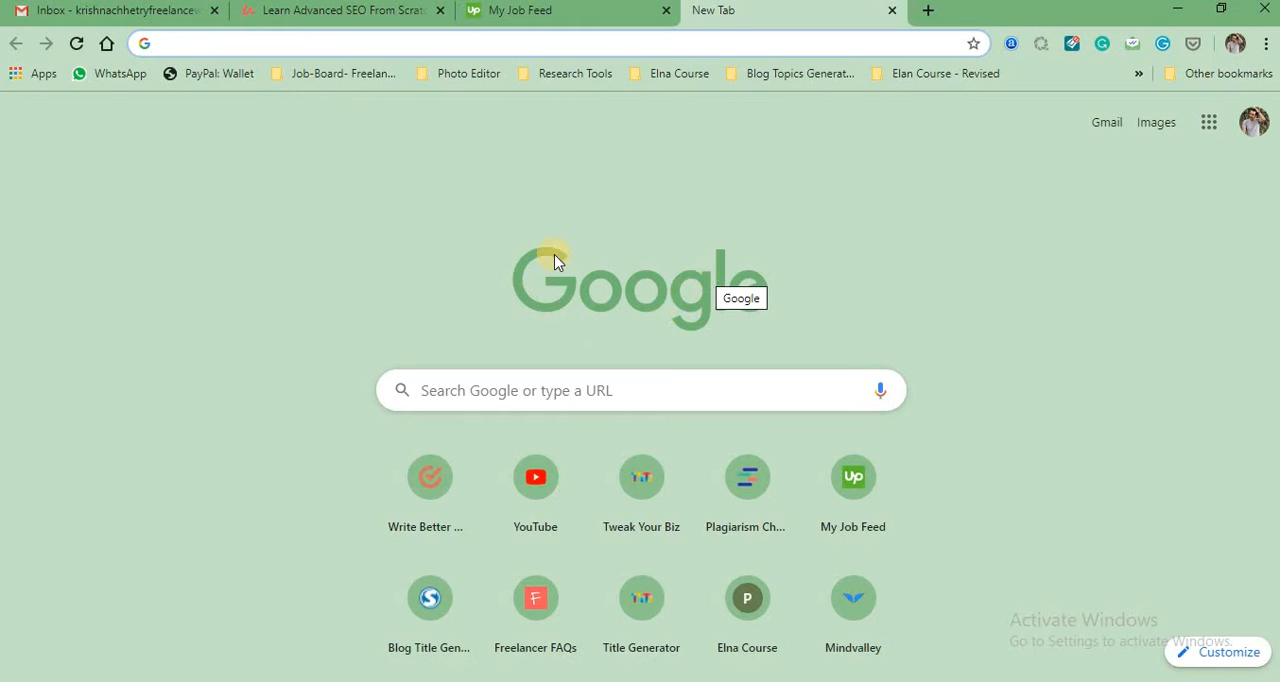 Inbox - krishnachhetryfreelancew
Learn Advanced SEO From Scrat
My Job Feed
New Tab
Apps
WhatsApp
PayPal: Wallet
Job-Board- Freelan...
Photo Editor
Research Tools
Elna Course
Blog Topics Generat...
Elan Course - Revised
»
Other bookmarks
Gmail
Images
Google
Google
Search Google or type a URL
Write Better ...
YouTube
Tweak Your Biz
Plagiarism Ch...
My Job Feed
Blog Title Gen...
Freelancer FAQs
Title Generator
Elna Course
Mindvalley
Activate Windows
Go to Settings to activate Windows.
Customize